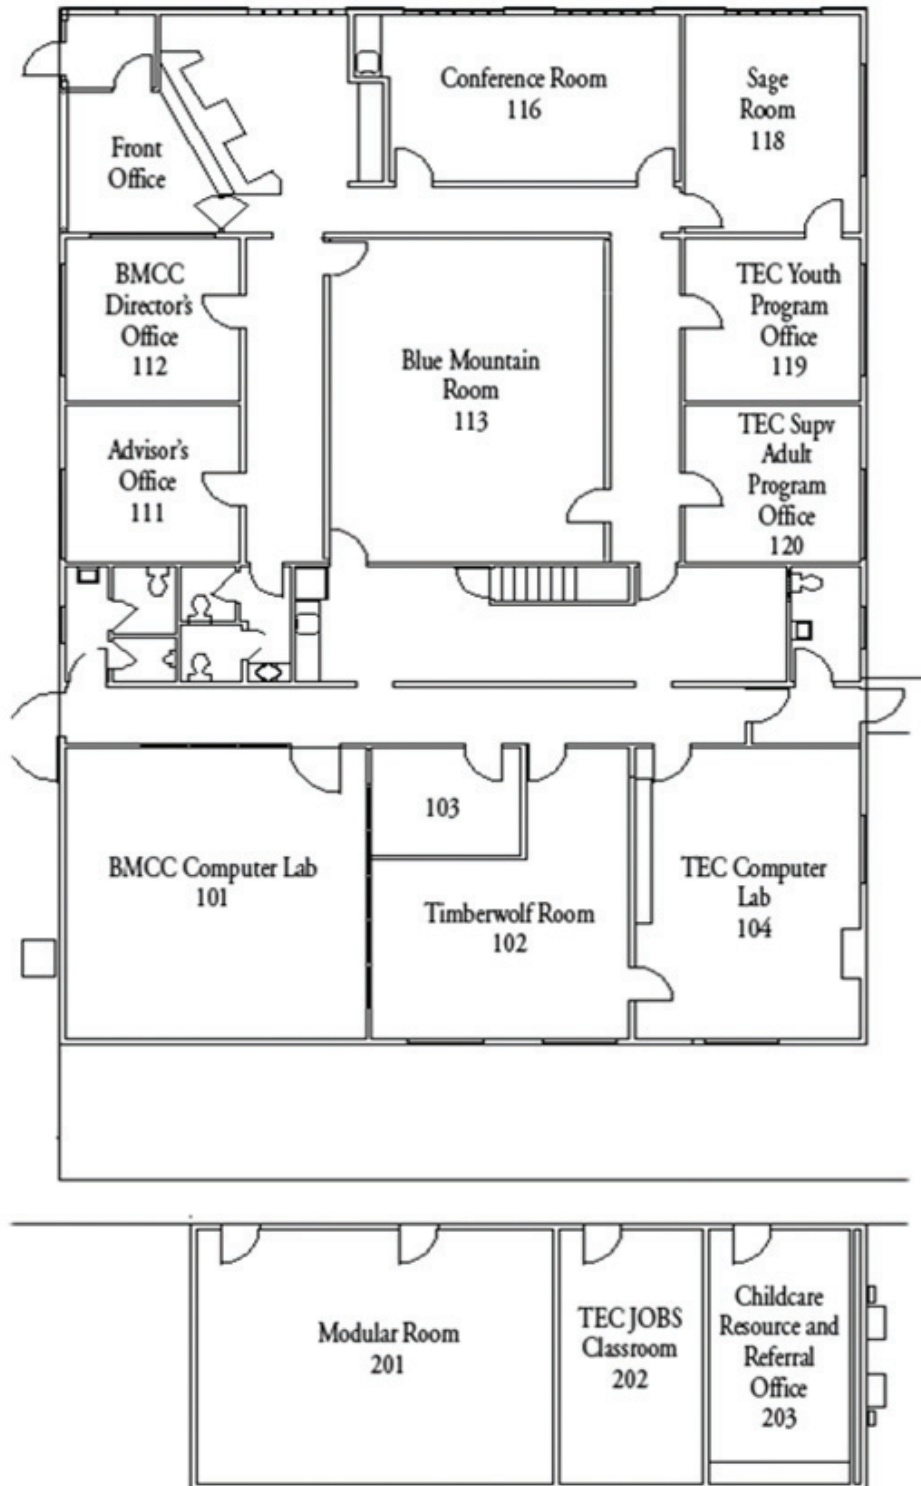 Conference Room
116
Sage
Room
118
Front
Office
BMCC
Director's
Office
112
TEC Youth
Program
Office
119
Blue Mountain
Room
113
Advisor's
Office
111
TEC Supv
Adult
Program
Office
120
103
BMCC Computer Lab
101
Timberwolf Room
102
TEC Computer
Lab
104
Modular Room
201
TEC JOBS
Classroom
202
Childcare
Resource and
Referral
Office
203